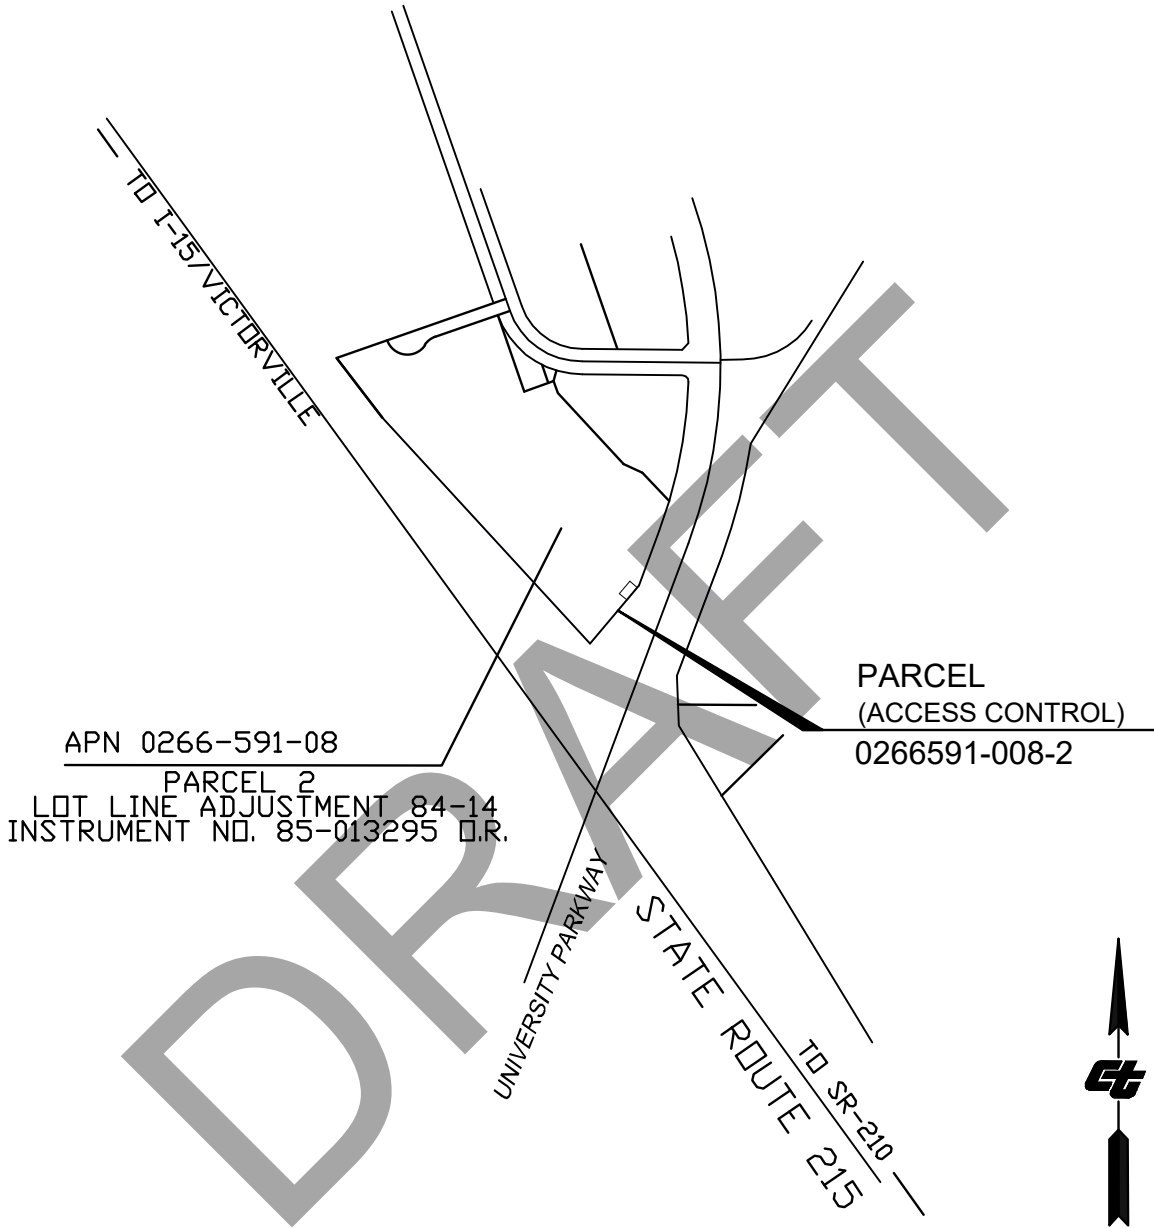 TO I-15/VICTORVILLE
PARCEL
(ACCESS CONTROL)
0266591-008-2
APN 0266-591-08
PARCEL 2
LOT LINE ADJUSTMENT 84-14
INSTRUMENT NO. 85-013295 O.R.
UNIVERSITY PARKWAY
STATE ROUTE 215
TO SR-210
Ct
DRAFT